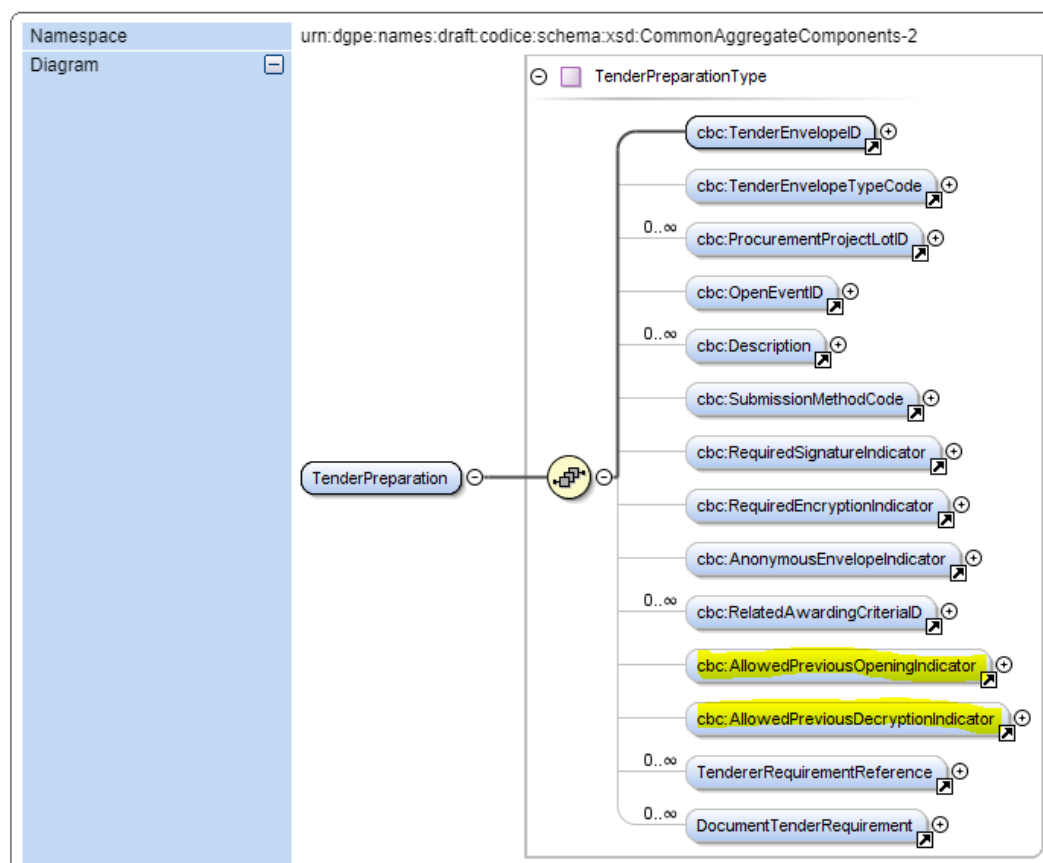 Namespace
urn:dgpe:names:draft:codice:schema:xsd:CommonAggregateComponents-2
Diagram
TenderPreparationType
cbc:TenderEnvelopeID
cbc:TenderEnvelopeTypeCode
0..∞
cbc:ProcurementProjectLotID
cbc:OpenEventID
0..∞
cbc:Description
cbc:SubmissionMethodCode
cbc:RequiredSignatureIndicator
TenderPreparation
cbc:RequiredEncryptionIndicator
cbc:AnonymousEnvelopeIndicator
0..∞
cbc:RelatedAwardingCriteriaID
cbc:AllowedPreviousOpeningIndicator
cbc:AllowedPreviousDecryptionIndicator
0..∞
TendererRequirementReference
0..∞
DocumentTenderRequirement